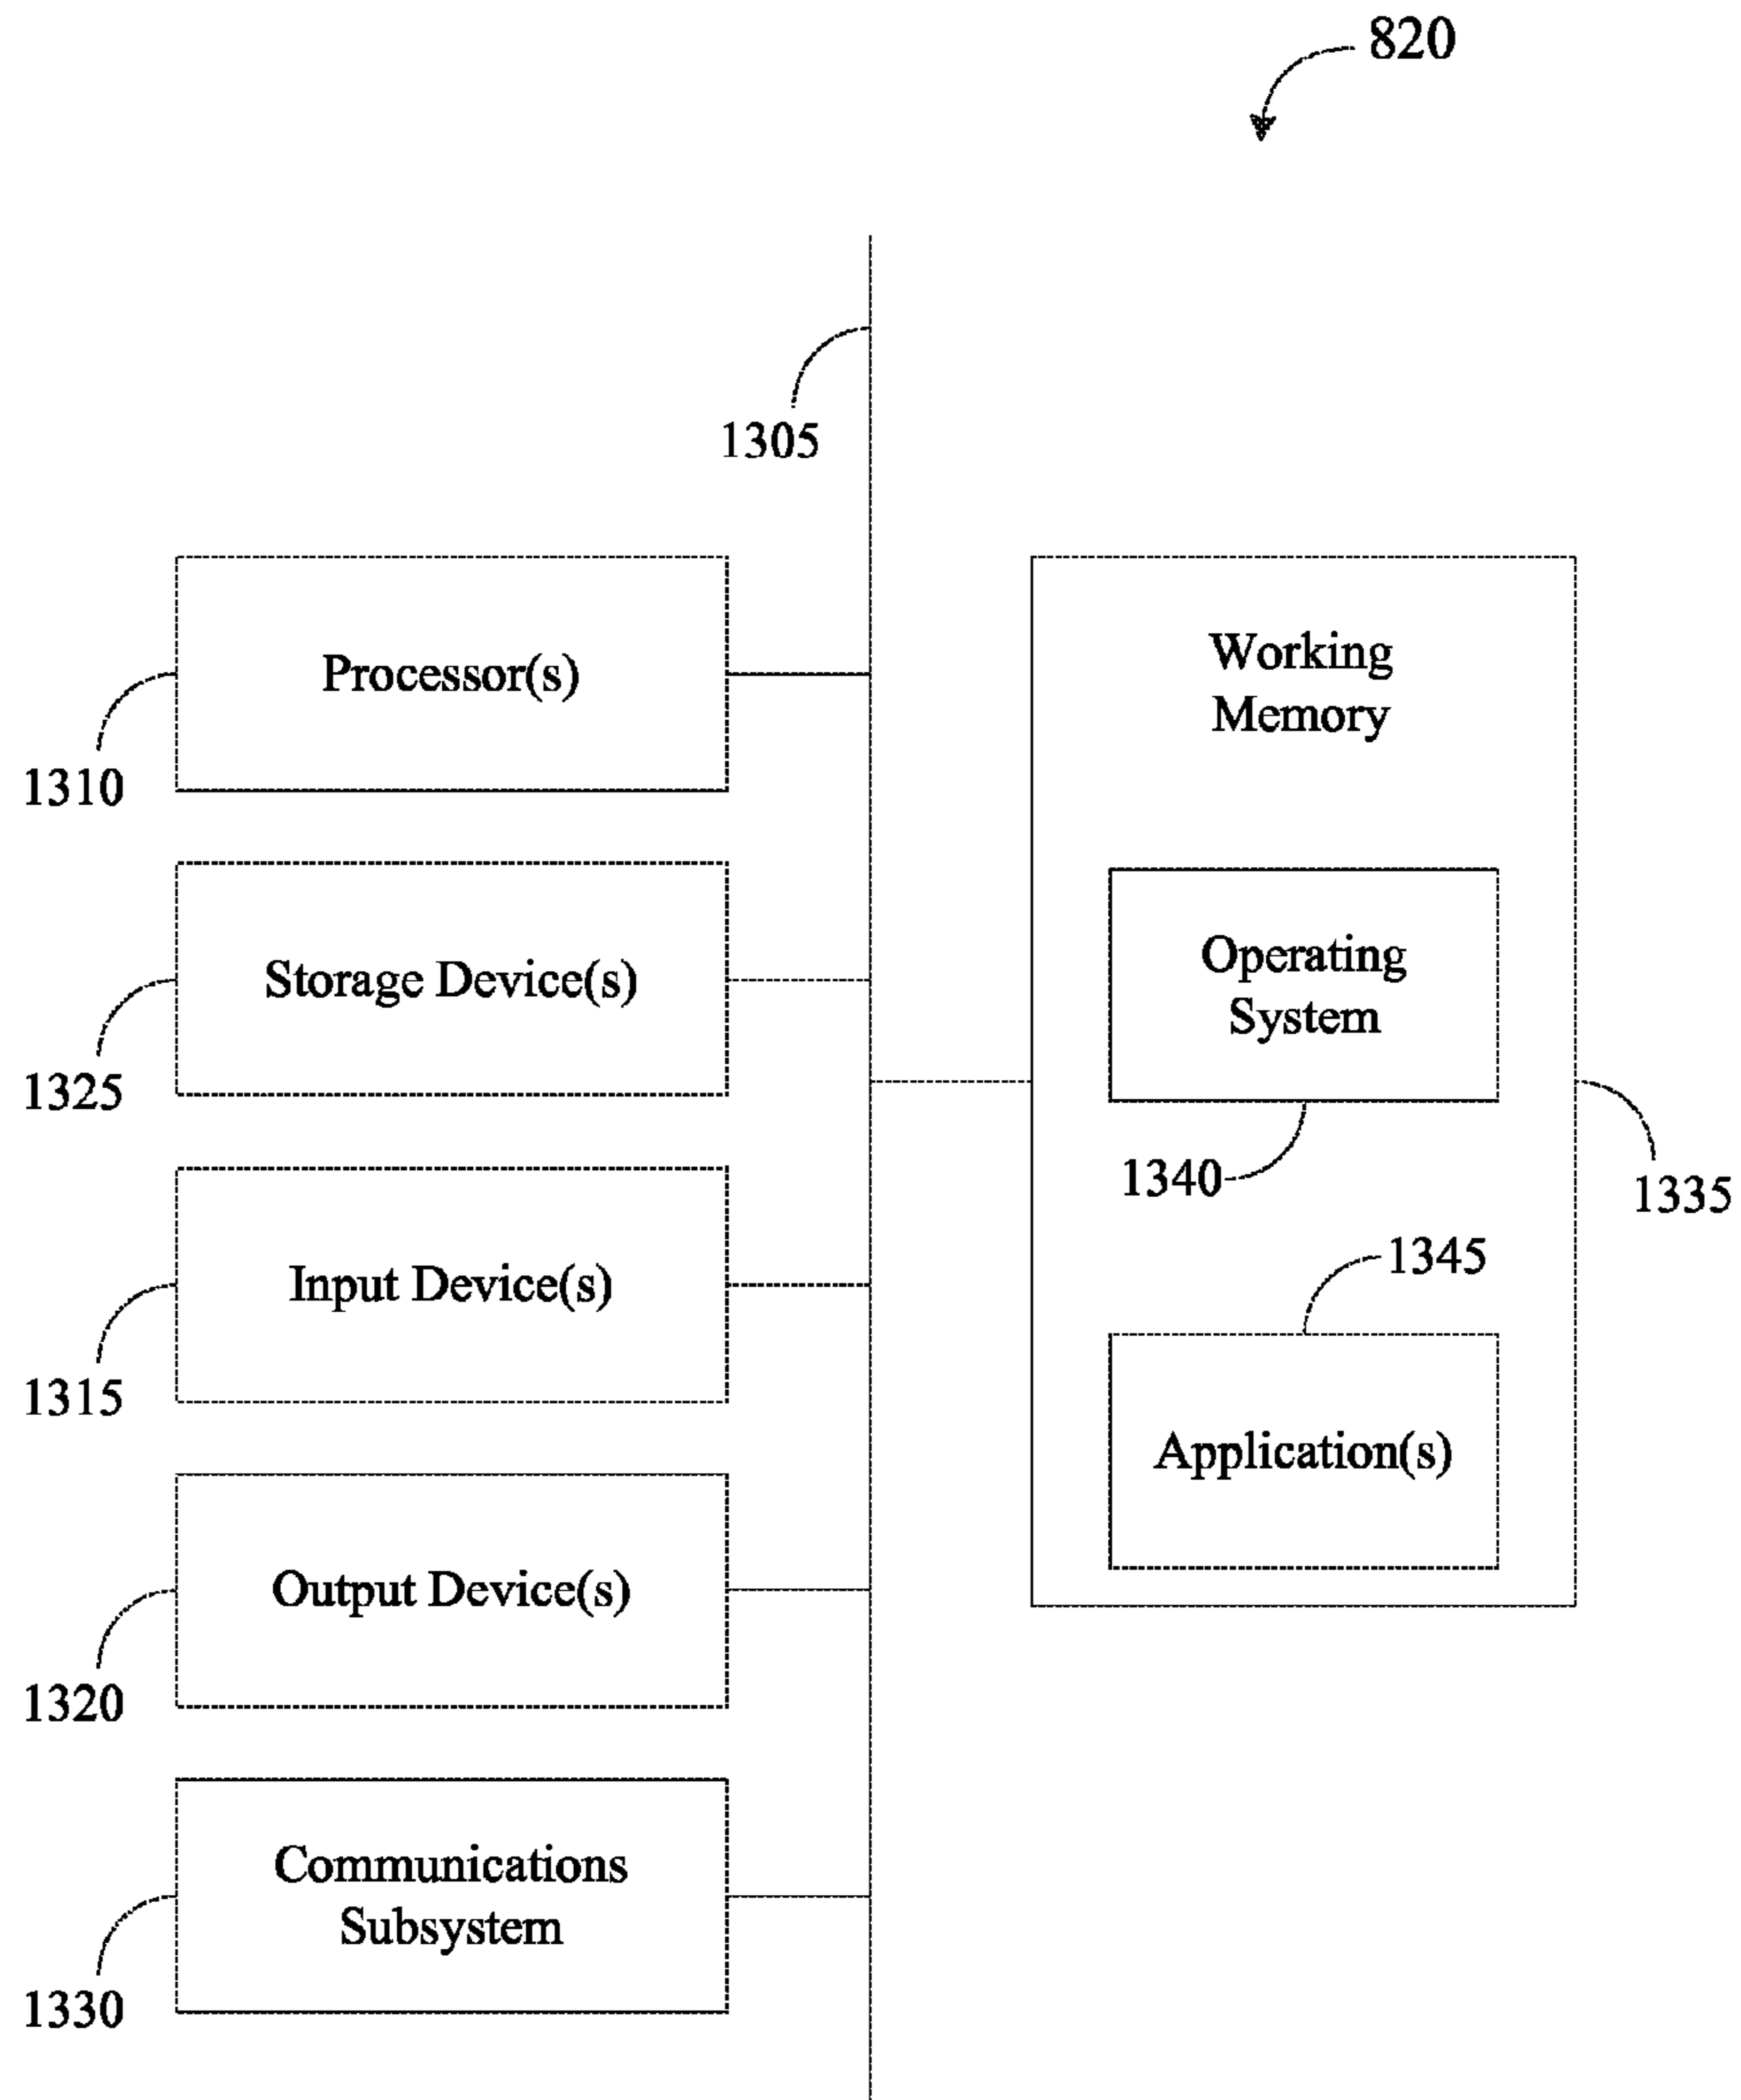 820
1305
Processor(s)
1310
Storage Device(s)
1325
Input Device(s)
1315
Output Device(s)
1320
Communications
Subsystem
1330
Working
Memory
Operating
System
1340
1335
1345
Application(s)